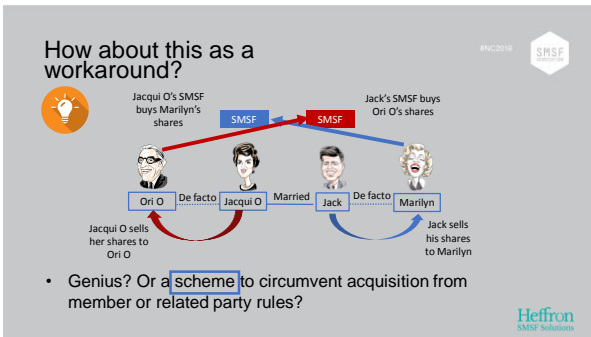 How about this as a
workaround?
#NC2018
SMSF
ASSOCIATION
Jacqui O's SMSF
buys Marilyn's
shares
SMSF
SMSF
Jack's SMSF buys
Ori O's shares
Ori O
De facto
Jacqui O
Married
Jack
De facto
Marilyn
Jacqui O sells
her shares to
Ori O
Jack sells
his shares
to Marilyn
• Genius? Or a scheme to circumvent acquisition from
member or related party rules?
Heffron
SMSF Solutions